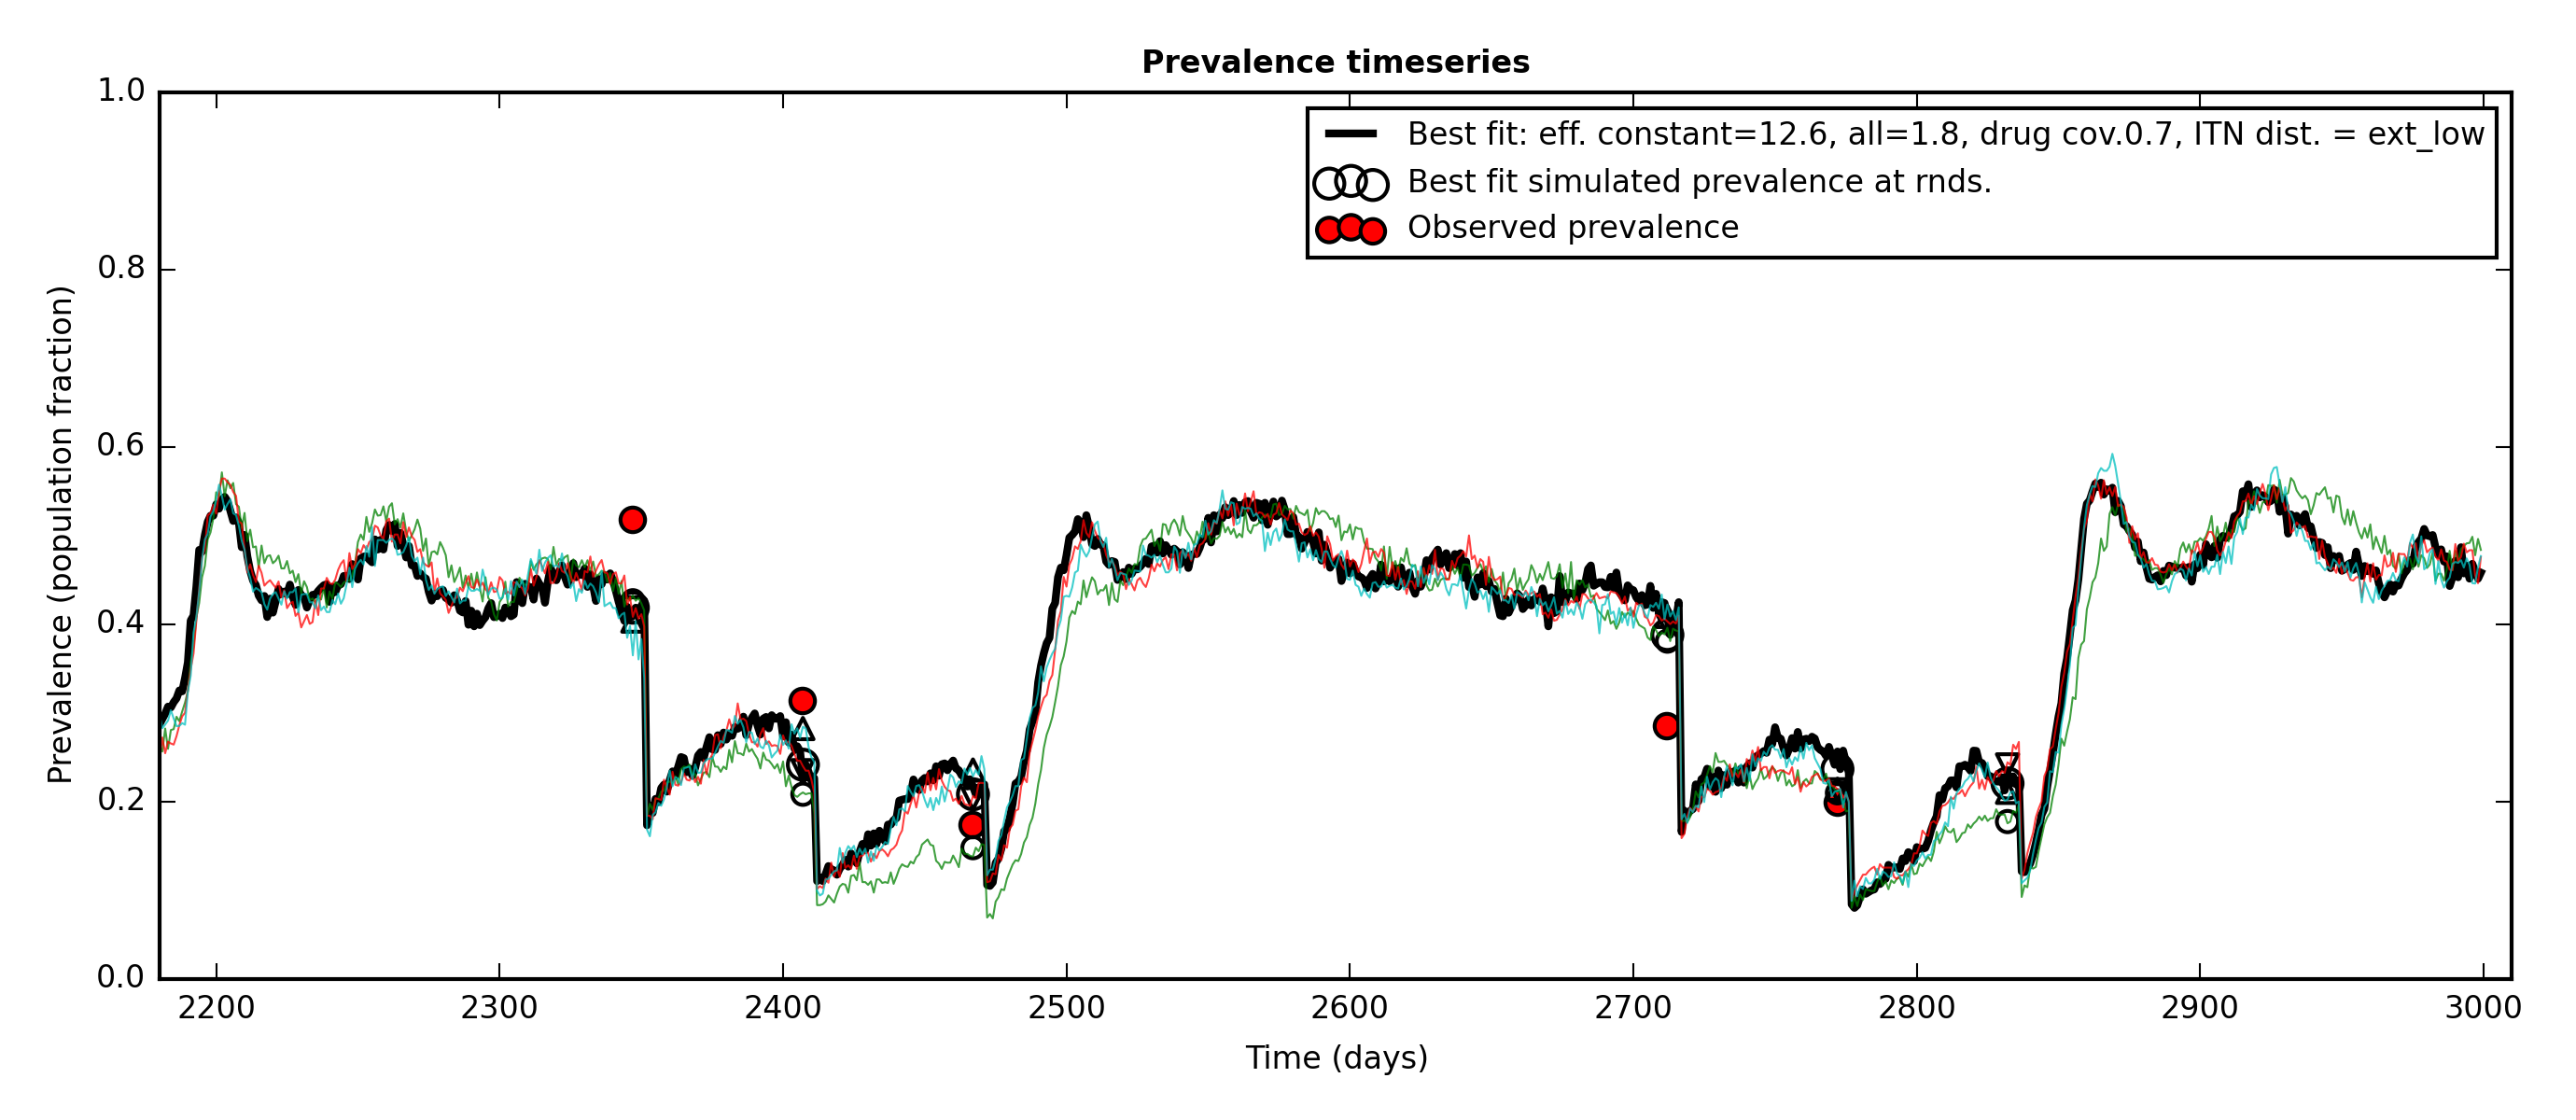 Prevalence timeseries
1.0
0.8
0.6
0.4
0.2
0.0
Prevalence (population fraction)
Best fit: eff. constant=12.6, all=1.8, drug cov.0.7, ITN dist. = ext_low
Best fit simulated prevalence at rnds.
Observed prevalence
2200 2300 2400 2500 2600 2700 2800 2900 3000
Time (days)